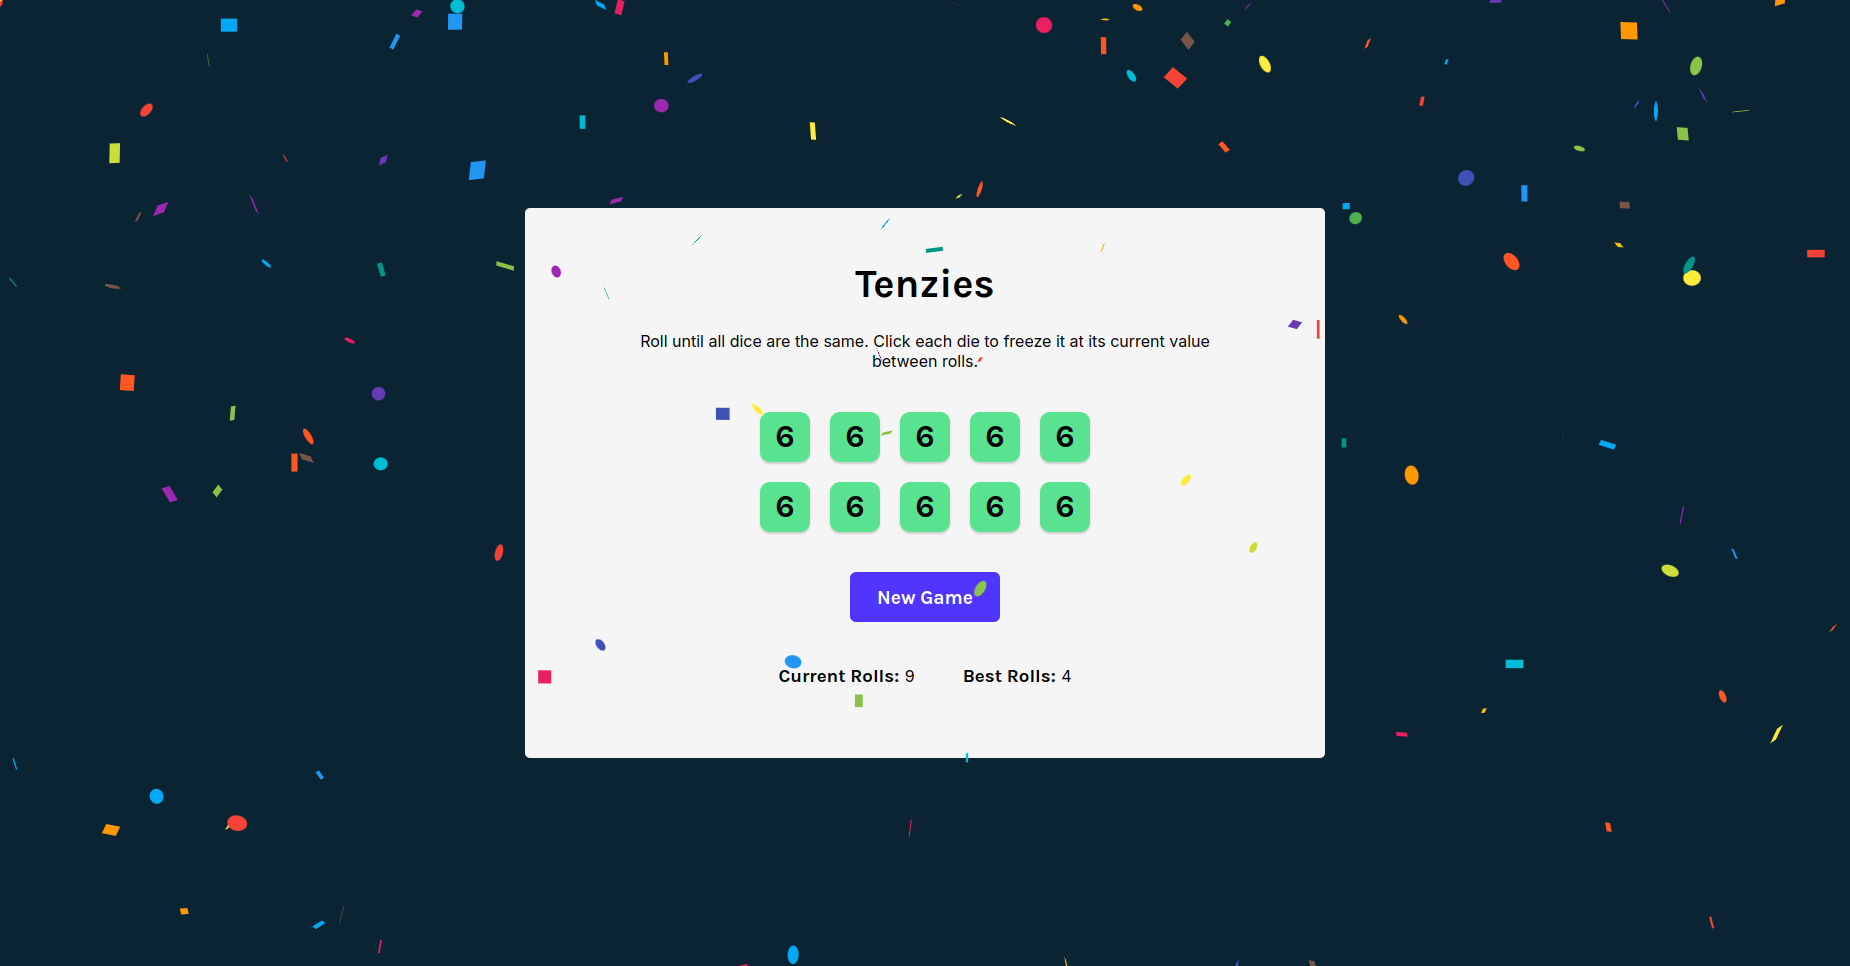 Tenzies
Roll until all dice are the same. Click each die to freeze it at its current value
between rolls.
6 6 6 6 6
6 6 6 6 6
New Game
Current Rolls: 9 Best Rolls: 4